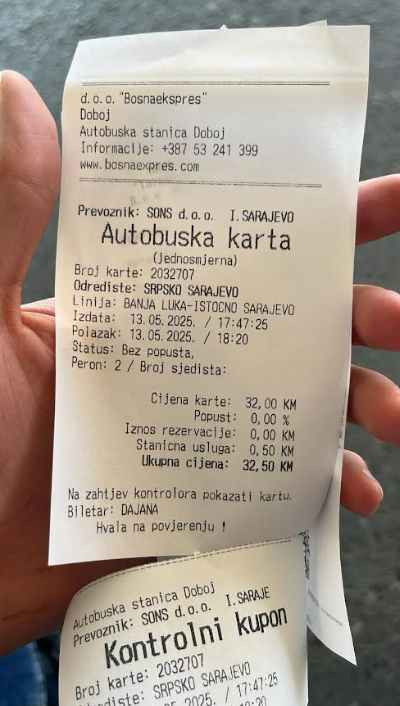 d.o.o. "Bosnaekspres"
Doboj
Autobuska stanica Doboj
Informacije: +387 53 241 399
www.bosnaexpres.com
Prevoznik: SONS d.o.o. I.SARAJEVO
Autobuska karta
(jednosmjerna)
Broj karte: 2032707
Odrediste: SRPSKO SARAJEVO
Linija: BANJA LUKA-ISTOCNO SARAJEVO
Izdata: 13.05.2025. / 17:47:25
Polazak: 13.05.2025. / 18:20
Status: Bez popusta,
Peron: 2 / Broj sjedista:
Cijena karte: 32,00 KM
Popust: 0,00 %
Iznos rezervacije: 0,00 KM
Stanicna usluga: 0,50 KM
Ukupna cijena: 32,50 KM
Na zahtjev kontrolora pokazati kartu.
Biletar: DAJANA
Hvala na povjerenju !
Autobuska stanica Doboj
Prevoznik: SONS d.o.o. I.SARAJE
Kontrolni kupon
Broj karte: 2032707
Odrediste: SRPSKO SARAJEVO
.05.2025. / 17:47:25